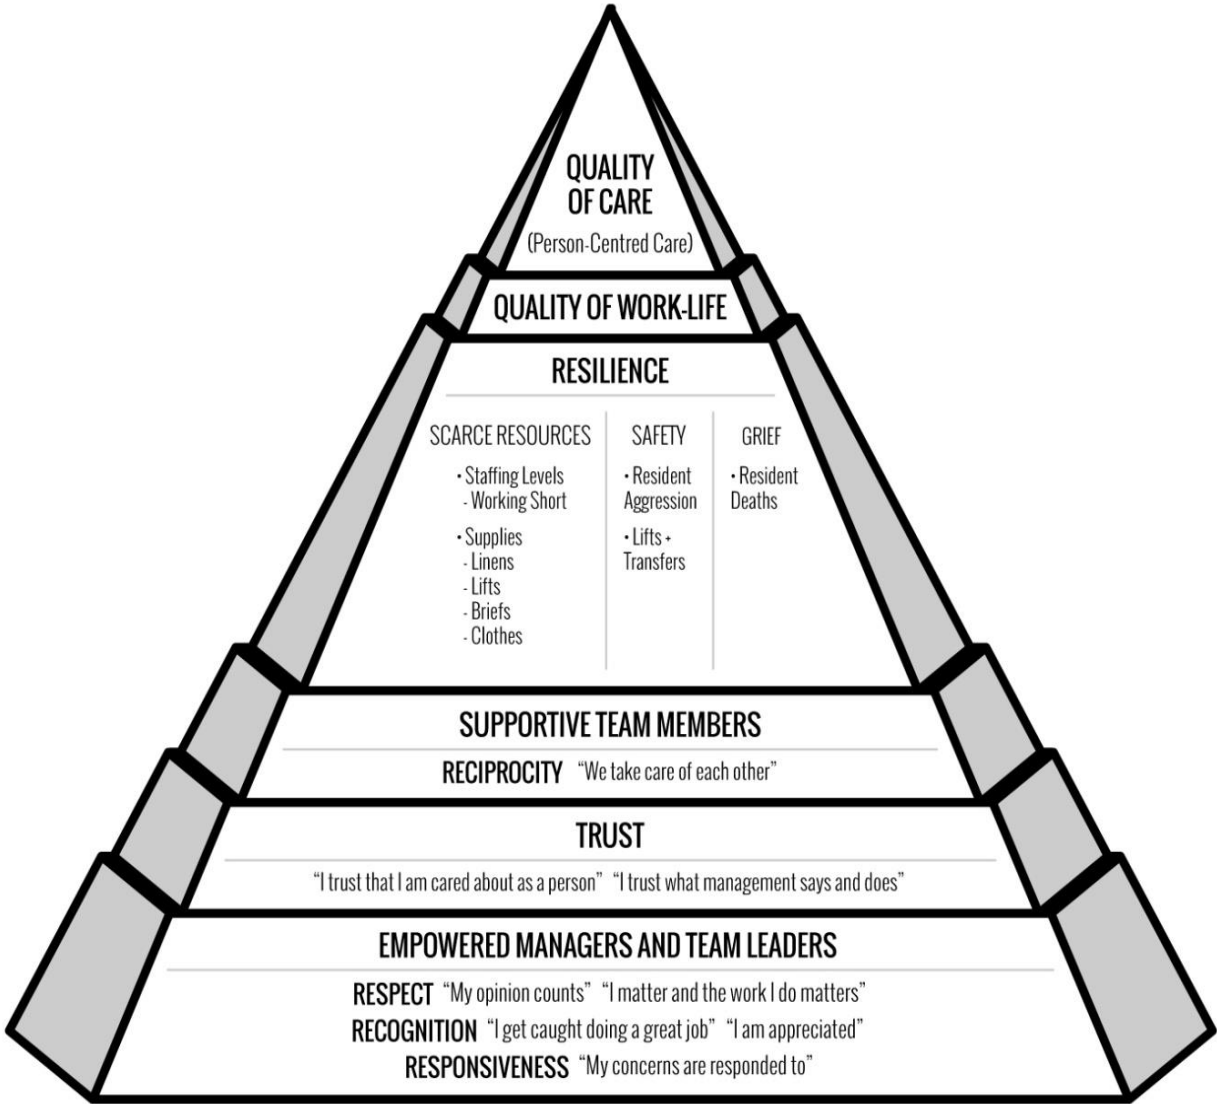 QUALITY
OF CARE
(Person-Centred Care)
QUALITY OF WORK-LIFE
RESILIENCE
SCARCE RESOURCES
• Staffing Levels
- Working Short
• Supplies
- Linens
- Lifts
- Briefs
- Clothes
SAFETY
• Resident
Aggression
• Lifts +
Transfers
GRIEF
• Resident
Deaths
SUPPORTIVE TEAM MEMBERS
RECIPROCITY “We take care of each other”
TRUST
“I trust that I am cared about as a person” “I trust what management says and does”
EMPOWERED MANAGERS AND TEAM LEADERS
RESPECT “My opinion counts” “I matter and the work I do matters”
RECOGNITION “I get caught doing a great job” “I am appreciated”
RESPONSIVENESS “My concerns are responded to”